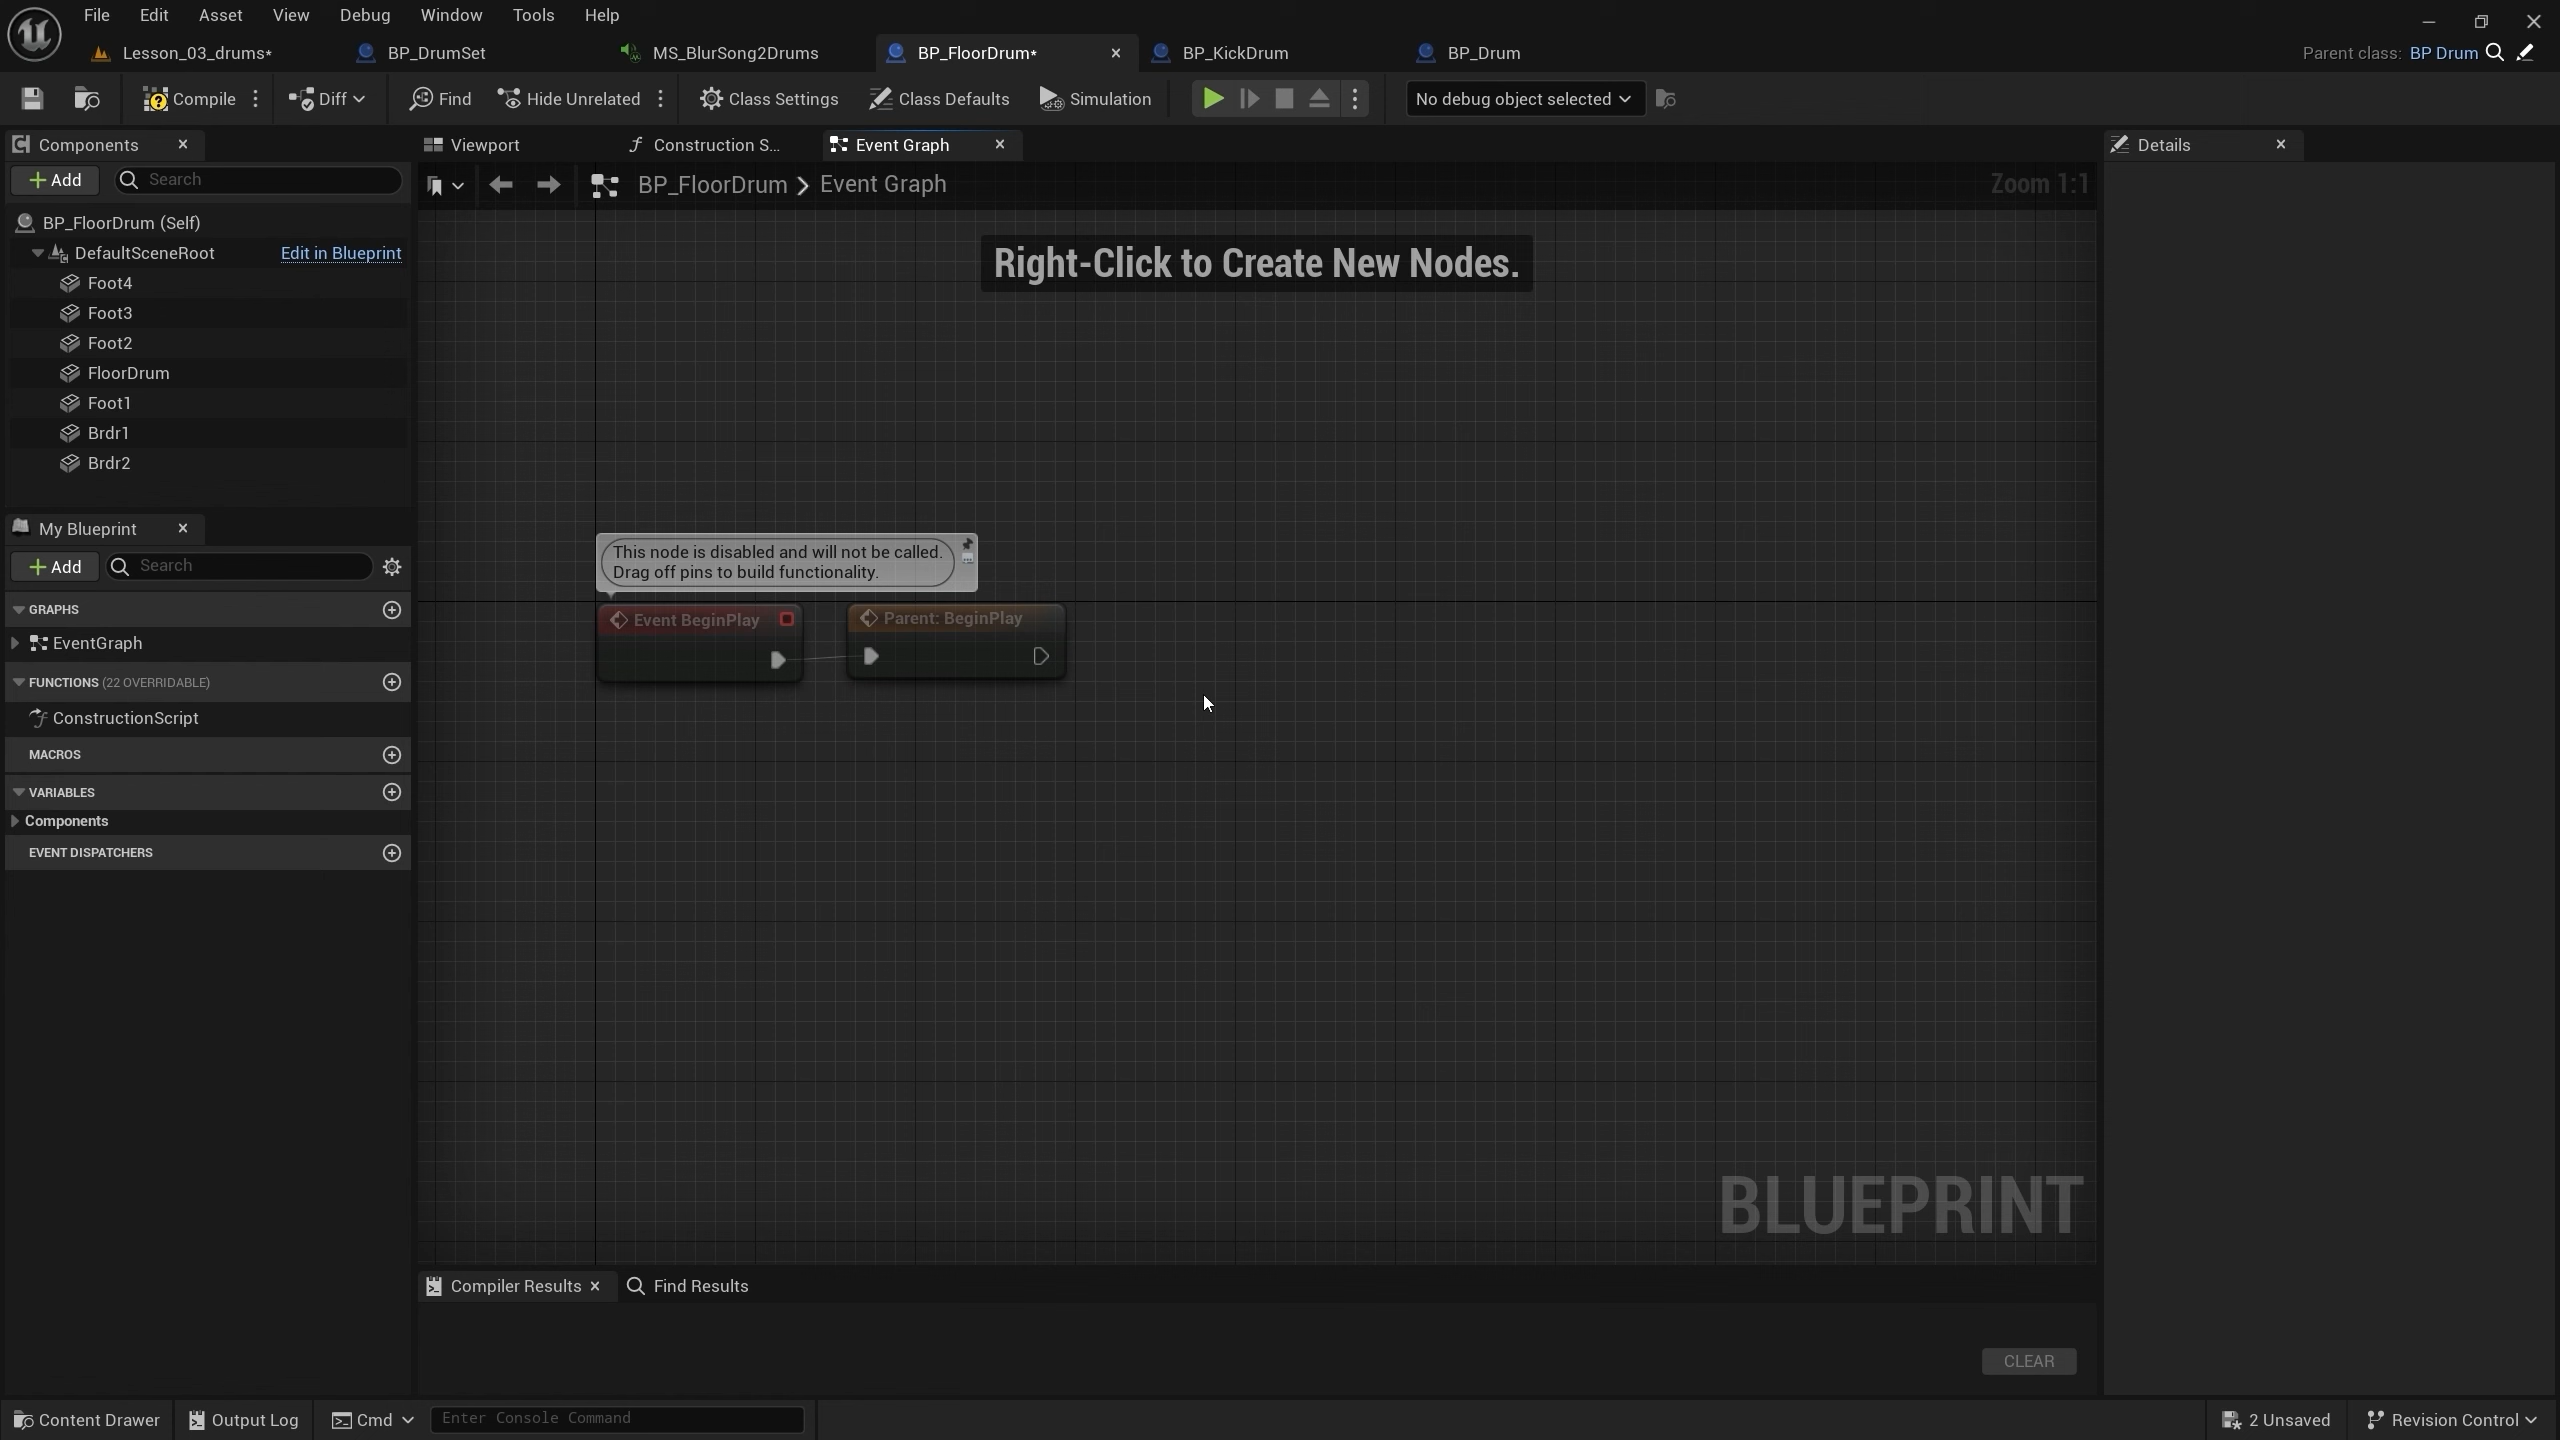 File Edit Asset View Debug Window Tools Help
Lesson_03_drums* BP_DrumSet MS_BlurSong2Drums BP_FloorDrum* BP_KickDrum BP_Drum Parent class: BP Drum
Compile Diff Find Hide Unrelated Class Settings Class Defaults Simulation No debug object selected
Components Viewport Construction S... Event Graph Details
Add Search
BP_FloorDrum > Event Graph Zoom 1:1
BP_FloorDrum (Self)
DefaultSceneRoot Edit in Blueprint
Foot4
Foot3
Foot2
FloorDrum
Foot1
Brdr1
Brdr2
Right-Click to Create New Nodes.
My Blueprint
Add Search
GRAPHS
EventGraph
FUNCTIONS (22 OVERRIDABLE)
ConstructionScript
MACROS
VARIABLES
Components
EVENT DISPATCHERS
This node is disabled and will not be called.
Drag off pins to build functionality.
Event BeginPlay Parent: BeginPlay
BLUEPRINT
Compiler Results Find Results
CLEAR
Content Drawer Output Log Cmd Enter Console Command 2 Unsaved Revision Control